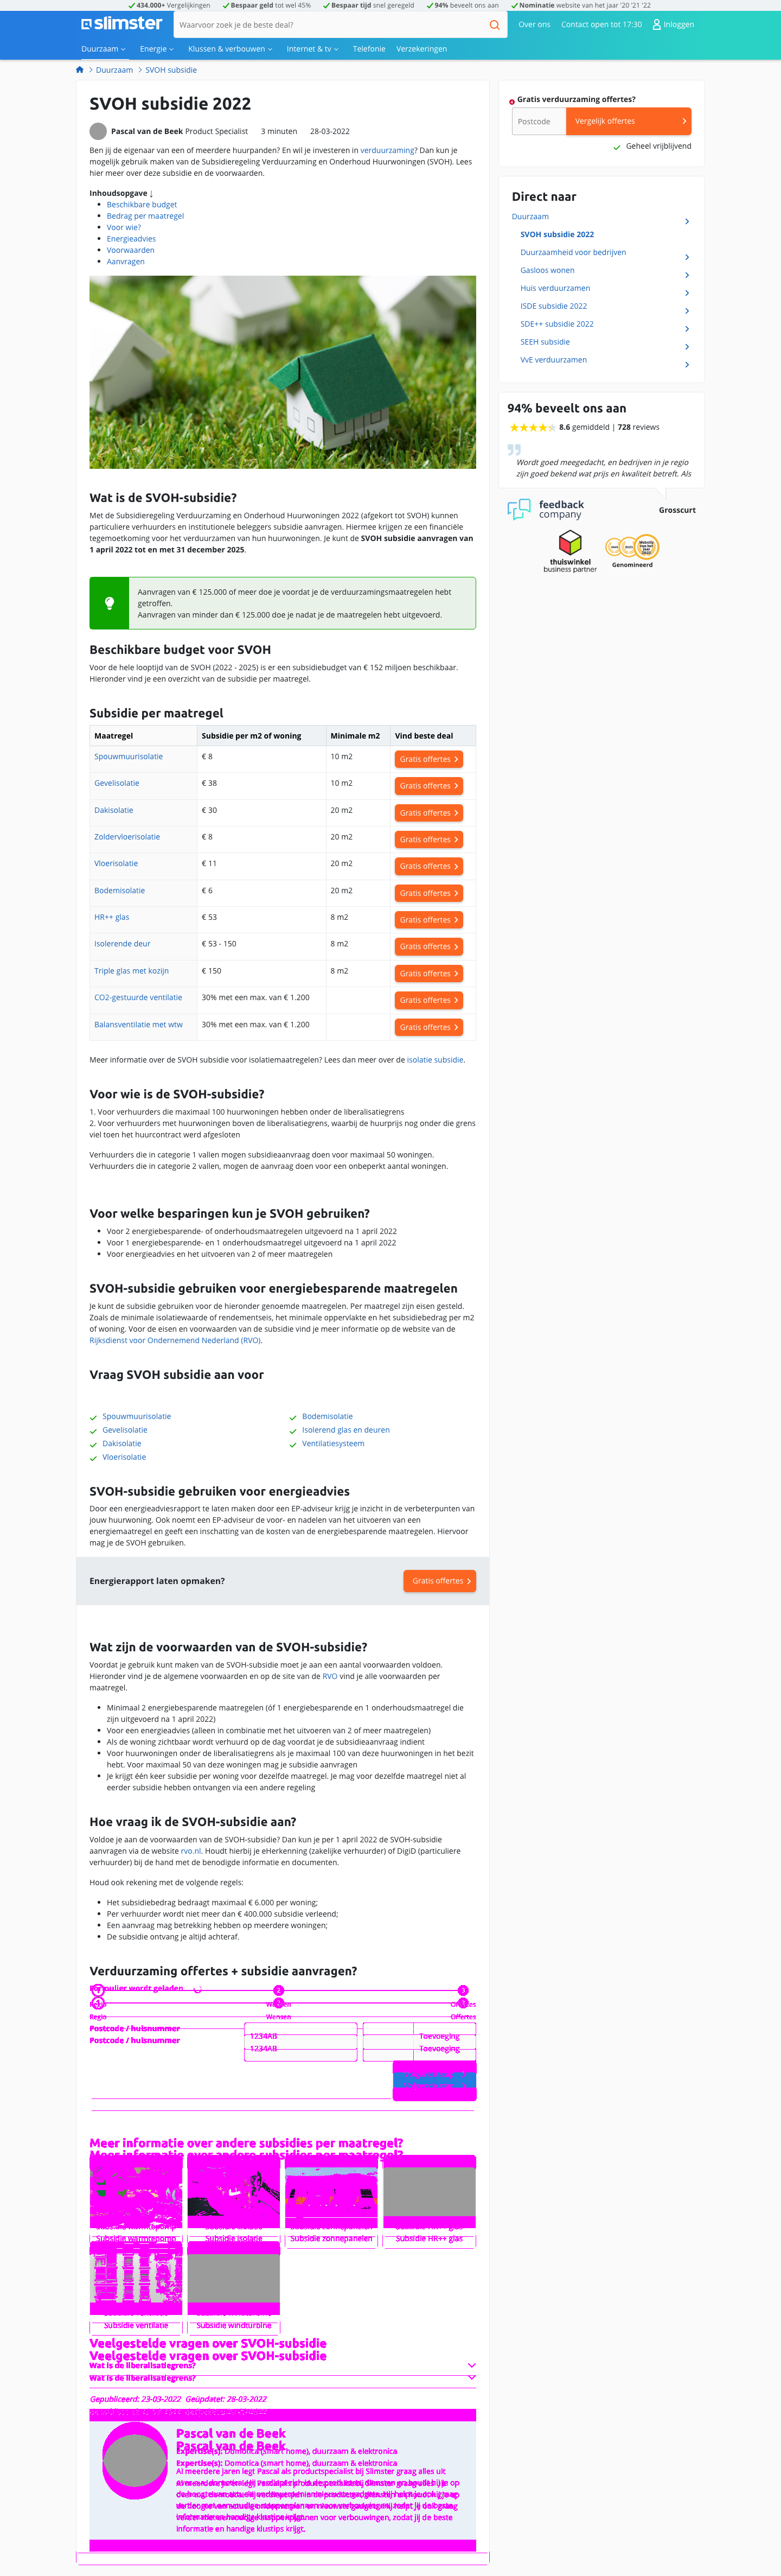 434.000+ Vergelijkingen
Bespaar geld tot wel 45%
Bespaar tijd snel geregeld
94% beveelt ons aan
Nominatie website van het jaar '20 '21 '22
slimster
Waarvoor zoek je de beste deal?
Over ons
Contact open tot 17:30
Inloggen
Duurzaam
Energie
Klussen & verbouwen
Internet & tv
Telefonie
Verzekeringen
Duurzaam
SVOH subsidie
SVOH subsidie 2022
Pascal van de Beek Product Specialist
3 minuten
28-03-2022
Ben jij de eigenaar van een of meerdere huurpanden? En wil je investeren in verduurzaming? Dan kun je
mogelijk gebruik maken van de Subsidieregeling Verduurzaming en Onderhoud Huurwoningen (SVOH). Lees
hier meer over deze subsidie en de voorwaarden.
Inhoudsopgave ↓
Beschikbare budget
Bedrag per maatregel
Voor wie?
Energieadvies
Voorwaarden
Aanvragen
Wat is de SVOH-subsidie?
Met de Subsidieregeling Verduurzaming en Onderhoud Huurwoningen 2022 (afgekort tot SVOH) kunnen
particuliere verhuurders en institutionele beleggers subsidie aanvragen. Hiermee krijgen ze een financiële
tegemoetkoming voor het verduurzamen van hun huurwoningen. Je kunt de SVOH subsidie aanvragen van
1 april 2022 tot en met 31 december 2025.
Aanvragen van € 125.000 of meer doe je voordat je de verduurzamingsmaatregelen hebt
getroffen.
Aanvragen van minder dan € 125.000 doe je nadat je de maatregelen hebt uitgevoerd.
Beschikbare budget voor SVOH
Voor de hele looptijd van de SVOH (2022 - 2025) is er een subsidiebudget van € 152 miljoen beschikbaar.
Hieronder vind je een overzicht van de subsidie per maatregel.
Subsidie per maatregel
Maatregel Subsidie per m2 of woning Minimale m2 Vind beste deal
Spouwmuurisolatie € 8 10 m2 Gratis offertes
Gevelisolatie € 38 10 m2 Gratis offertes
Dakisolatie € 30 20 m2 Gratis offertes
Zoldervloerisolatie € 8 20 m2 Gratis offertes
Vloerisolatie € 11 20 m2 Gratis offertes
Bodemisolatie € 6 20 m2 Gratis offertes
HR++ glas € 53 8 m2 Gratis offertes
Isolerende deur € 53 - 150 8 m2 Gratis offertes
Triple glas met kozijn € 150 8 m2 Gratis offertes
CO2-gestuurde ventilatie 30% met een max. van € 1.200 Gratis offertes
Balansventilatie met wtw 30% met een max. van € 1.200 Gratis offertes
Meer informatie over de SVOH subsidie voor isolatiemaatregelen? Lees dan meer over de isolatie subsidie.
Voor wie is de SVOH-subsidie?
1. Voor verhuurders die maximaal 100 huurwoningen hebben onder de liberalisatiegrens
2. Voor verhuurders met huurwoningen boven de liberalisatiegrens, waarbij de huurprijs nog onder die grens
viel toen het huurcontract werd afgesloten
Verhuurders die in categorie 1 vallen mogen subsidie aanvragen doen voor maximaal 50 woningen.
Verhuurders die in categorie 2 vallen, mogen de aanvraag doen voor een onbeperkt aantal woningen.
Voor welke besparingen kun je SVOH gebruiken?
Voor 2 energiebesparende- of onderhoudsmaatregelen uitgevoerd na 1 april 2022
Voor 1 energiebesparende- en 1 onderhoudsmaatregel uitgevoerd na 1 april 2022
Voor energieadvies en het uitvoeren van 2 of meer maatregelen
SVOH-subsidie gebruiken voor energiebesparende maatregelen
Je kunt de subsidie gebruiken voor de hieronder genoemde maatregelen. Per maatregel zijn eisen gesteld.
Zoals de minimale isolatiewaarde of rendementseis, het minimale oppervlakte en het subsidiebedrag per m2
of woning. Voor de eisen en voorwaarden van de subsidie vind je meer informatie op de website van de
Rijksdienst voor Ondernemend Nederland (RVO).
Vraag SVOH subsidie aan voor
Spouwmuurisolatie
Gevelisolatie
Dakisolatie
Vloerisolatie
Bodemisolatie
Isolerend glas en deuren
Ventilatiesysteem
SVOH-subsidie gebruiken voor energieadvies
Door een energieadviesrapport te laten maken door een EP-adviseur krijg je inzicht in de verbeterpunten van
jouw huurwoning. Ook noemt een EP-adviseur de voor- en nadelen van het uitvoeren van een
energiemaatregel en geeft een inschatting van de kosten van de energiebesparende maatregelen. Hiervoor
mag je de SVOH gebruiken.
Energierapport laten opmaken?
Gratis offertes
Wat zijn de voorwaarden van de SVOH-subsidie?
Voordat je gebruik kunt maken van de SVOH-subsidie moet je aan een aantal voorwaarden voldoen.
Hieronder vind je de algemene voorwaarden en op de site van de RVO vind je alle voorwaarden per
maatregel.
Minimaal 2 energiebesparende maatregelen (óf 1 energiebesparende en 1 onderhoudsmaatregel die
zijn uitgevoerd na 1 april 2022)
Voor een energieadvies (alleen in combinatie met het uitvoeren van 2 of meer maatregelen)
Als de woning zichtbaar wordt verhuurd op de dag voordat je de subsidieaanvraag indient
Voor huurwoningen onder de liberalisatiegrens als je maximaal 100 van deze huurwoningen in het bezit
hebt. Voor maximaal 50 van deze woningen mag je subsidie aanvragen
Je krijgt één keer subsidie per woning voor dezelfde maatregel. Je mag voor dezelfde maatregel niet al
eerder subsidie hebben ontvangen via een andere regeling
Hoe vraag ik de SVOH-subsidie aan?
Voldoe je aan de voorwaarden van de SVOH-subsidie? Dan kun je per 1 april 2022 de SVOH-subsidie
aanvragen via de website rvo.nl. Houdt hierbij je eHerkenning (zakelijke verhuurder) of DigiD (particuliere
verhuurder) bij de hand met de benodigde informatie en documenten.
Houd ook rekening met de volgende regels:
Het subsidiebedrag bedraagt maximaal € 6.000 per woning;
Per verhuurder wordt niet meer dan € 400.000 subsidie verleend;
Een aanvraag mag betrekking hebben op meerdere woningen;
De subsidie ontvang je altijd achteraf.
Verduurzaming offertes + subsidie aanvragen?
Regio Wensen Offertes
Postcode / huisnummer
Postcode / huisnummer
1234AB Toevoeging
1234AB Toevoeging
Meer informatie over andere subsidies per maatregel?
Subsidie warmtepomp
Subsidie isolatie
Subsidie zonnepanelen
Subsidie HR++ glas
Subsidie ventilatie
Subsidie windturbine
Veelgestelde vragen over SVOH-subsidie
Veelgestelde vragen over SVOH-subsidie
Wat is de liberalisatiegrens?
Wat is de liberalisatiegrens?
Gepubliceerd: 23-03-2022 Geüpdatet: 28-03-2022
Pascal van de Beek
Pascal van de Beek
Expertise(s): Domotica (smart home), duurzaam & elektronica
Expertise(s): Domotica (smart home), duurzaam & elektronica
Al meerdere jaren legt Pascal als productspecialist bij Slimster graag alles uit
informatie en handige klustips krijgt.
Gratis verduurzaming offertes?
Postcode
Vergelijk offertes
Geheel vrijblijvend
Direct naar
Duurzaam
SVOH subsidie 2022
Duurzaamheid voor bedrijven
Gasloos wonen
Huis verduurzamen
ISDE subsidie 2022
SDE++ subsidie 2022
SEEH subsidie
VvE verduurzamen
94% beveelt ons aan
8.6 gemiddeld | 728 reviews
Wordt goed meegedacht, en bedrijven in je regio
zijn goed bekend wat prijs en kwaliteit betreft. Als
feedback
company
Grosscurt
thuiswinkel
business partner
Genomineerd